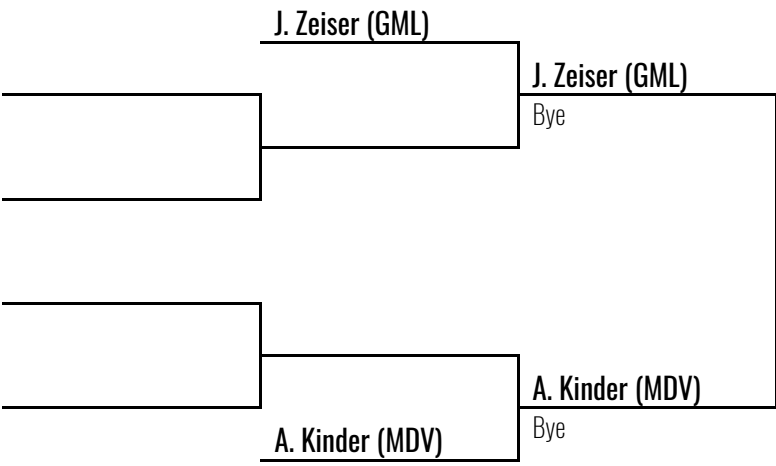 J. Zeiser (GML)
J. Zeiser (GML)
Bye
A. Kinder (MDV)
Bye
A. Kinder (MDV)